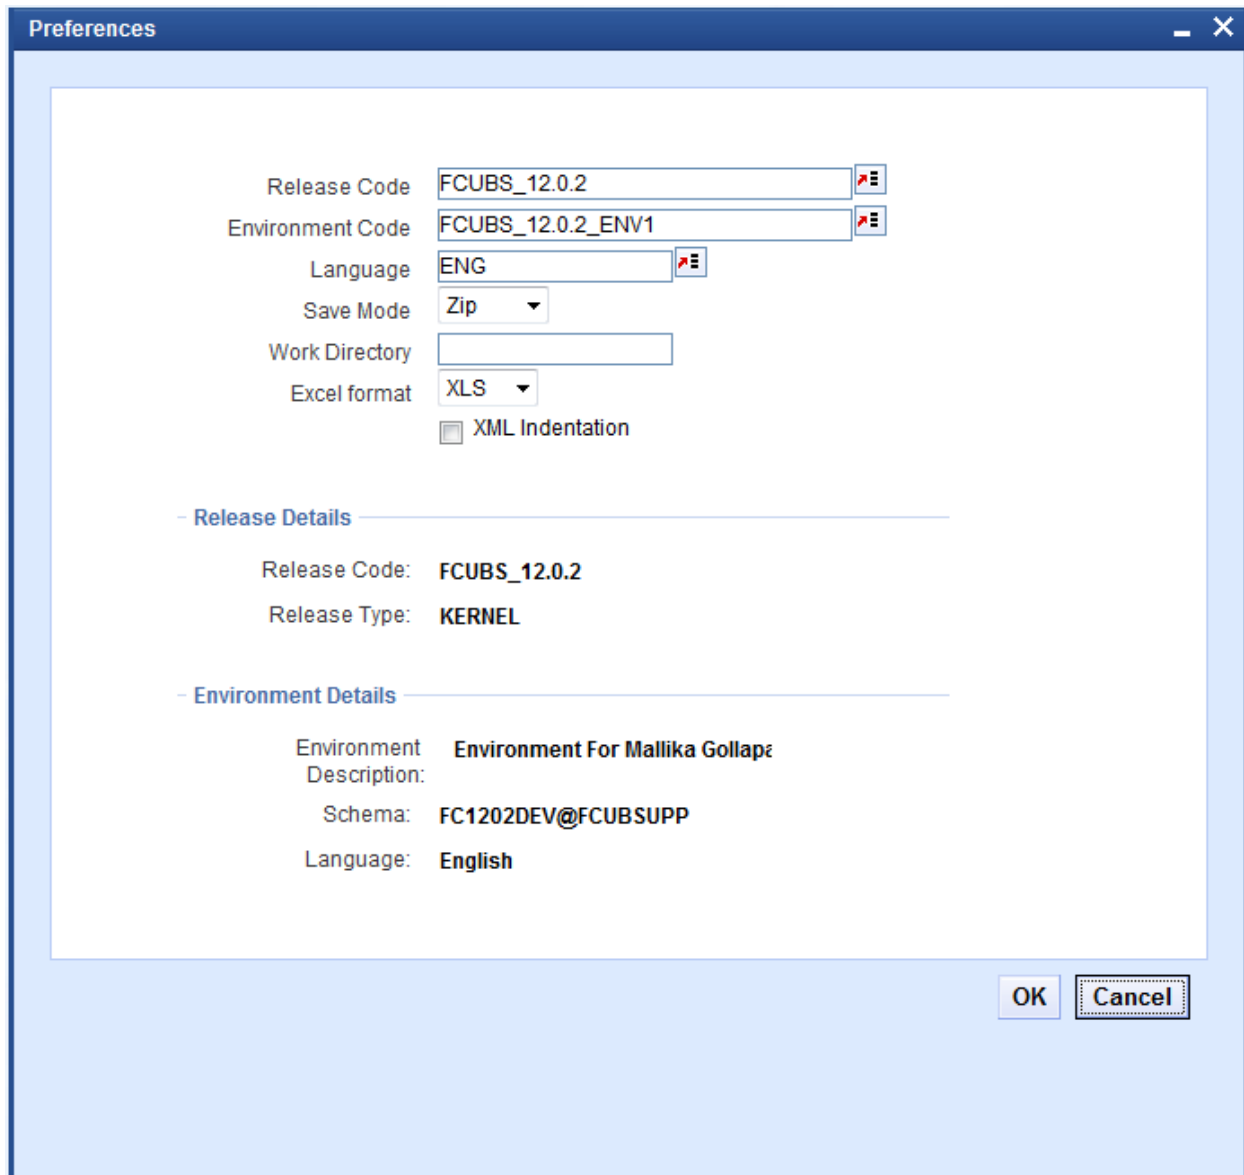 Preferences
Release Code FCUBS_12.0.2
Environment Code FCUBS_12.0.2_ENV1
Language ENG
Save Mode Zip
Work Directory
Excel format XLS
XML Indentation
Release Details
Release Code: FCUBS_12.0.2
Release Type: KERNEL
Environment Details
Environment Environment For Mallika Gollapa
Description:
Schema: FC1202DEV@FCUBSUPP
Language: English
OK Cancel